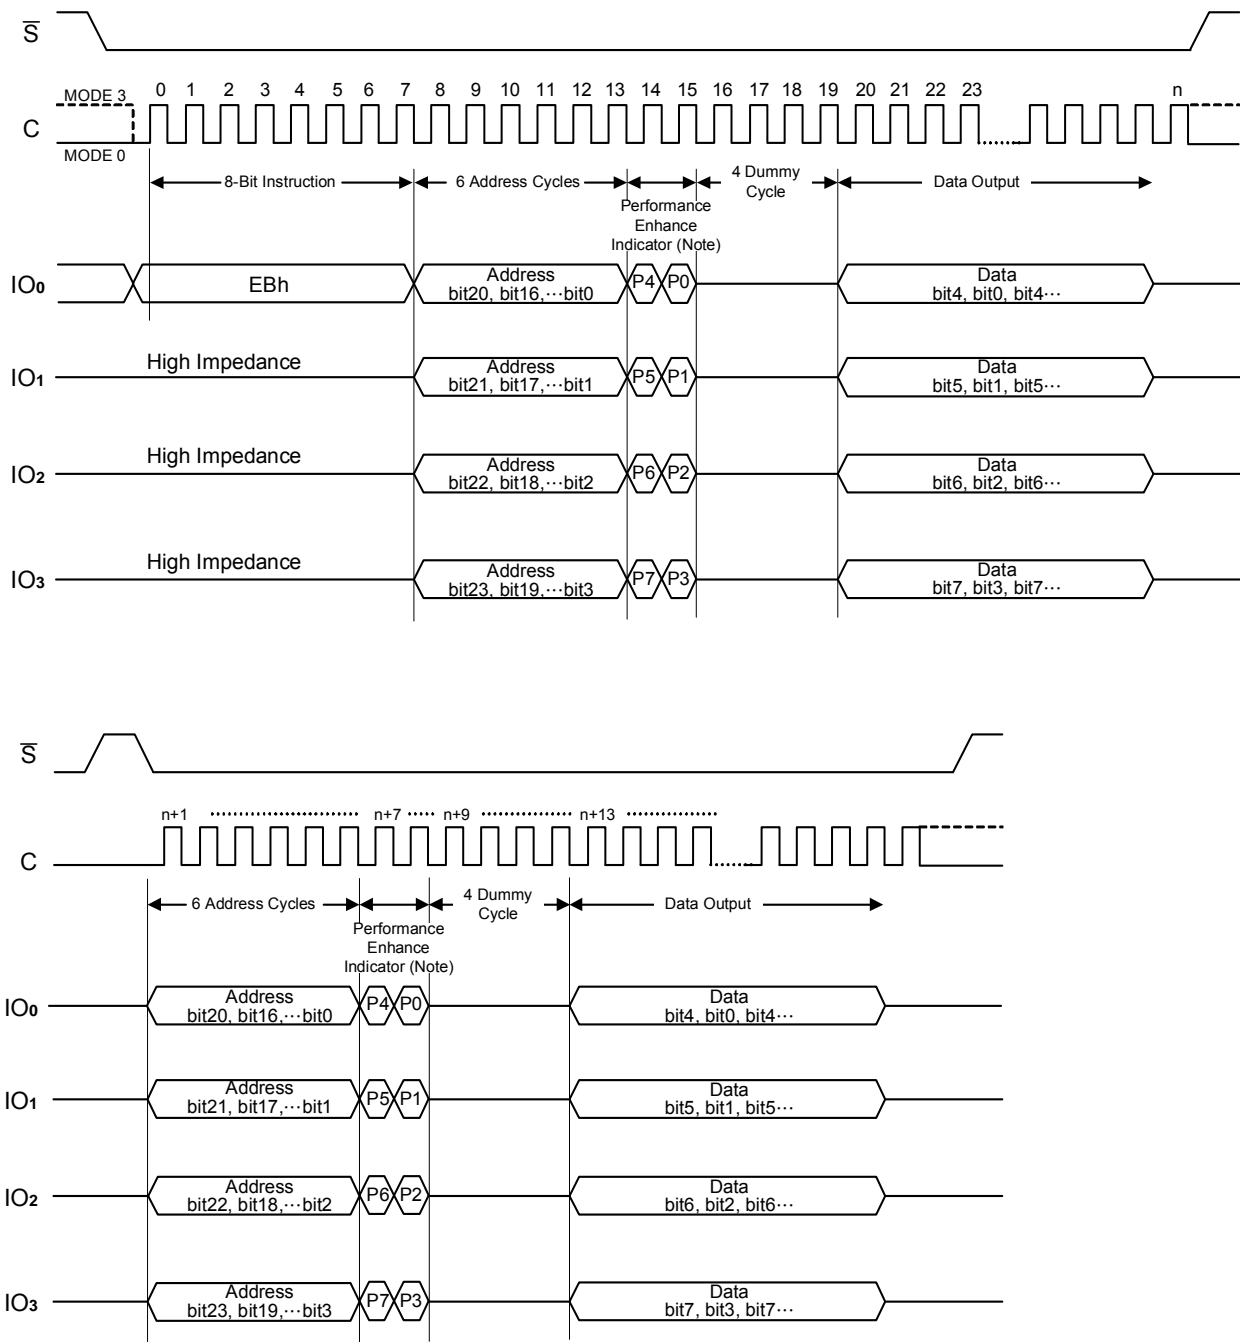 S
MODE 3
0 1 2 3 4 5 6 7 8 9 10 11 12 13 14 15 16 17 18 19 20 21 22 23 n
C
MODE 0
8-Bit Instruction
6 Address Cycles
4 Dummy
Cycle
Data Output
Performance
Enhance
Indicator (Note)
IO0
EBh
Address
bit20, bit16,···bit0
P4 P0
Data
bit4, bit0, bit4···
IO1
High Impedance
Address
bit21, bit17,···bit1
P5 P1
Data
bit5, bit1, bit5···
IO2
High Impedance
Address
bit22, bit18,···bit2
P6 P2
Data
bit6, bit2, bit6···
IO3
High Impedance
Address
bit23, bit19,···bit3
P7 P3
Data
bit7, bit3, bit7···
S
n+1 n+7 n+9 n+13
C
6 Address Cycles
4 Dummy
Cycle
Data Output
Performance
Enhance
Indicator (Note)
IO0
Address
bit20, bit16,···bit0
P4 P0
Data
bit4, bit0, bit4···
IO1
Address
bit21, bit17,···bit1
P5 P1
Data
bit5, bit1, bit5···
IO2
Address
bit22, bit18,···bit2
P6 P2
Data
bit6, bit2, bit6···
IO3
Address
bit23, bit19,···bit3
P7 P3
Data
bit7, bit3, bit7···